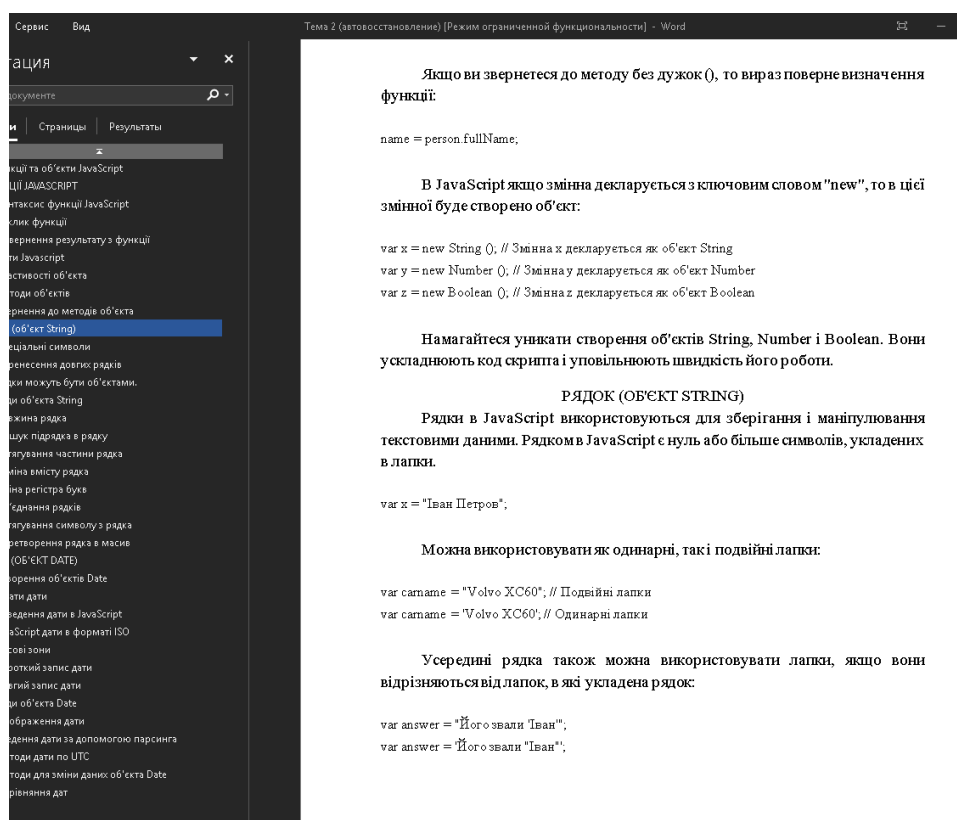 Сервис Вид Тема 2 (автовосстановление) [Режим ограниченной функциональности] - Word
тация
документе
и Страницы Результаты
нкції та об'єкти JavaScript
ЦІЇ JAVASCRIPT
нтаксис функції JavaScript
клик функції
вернення результату з функції
ти Javascript
астивості об'єкта
тоди об'єктів
ернення до методів об'єкта
(об'єкт String)
еціальні символи
ренесення довгих рядків
дки можуть бути об'єктами.
ди об'єкта String
вжина рядка
шук підрядка в рядку
тягування частини рядка
міна вмісту рядка
іна регістра букв
'єднання рядків
тягування символу з рядка
ретворення рядка в масив
(ОБ'ЄКТ DATE)
ворення об'єктів Date
ати дати
ведення дати в JavaScript
aScript дати в форматі ISO
сові зони
роткий запис дати
вгий запис дати
ди об'єкта Date
ображення дати
едення дати за допомогою парсинга
тоди дати по UTC
тоди для зміни даних об'єкта Date
рівняння дат
Якщо ви звернетеся до методу без дужок (), то вираз поверне визначення
функції:
name = person.fullName;
В JavaScript якщо змінна декларується з ключовим словом "new", то в цієї
змінної буде створено об'єкт:
var x = new String (); // Змінна x декларується як об'єкт String
var y = new Number (); // Змінна y декларується як об'єкт Number
var z = new Boolean (); // Змінна z декларується як об'єкт Boolean
Намагайтеся уникати створення об'єктів String, Number і Boolean. Вони
ускладнюють код скрипта і уповільнюють швидкість його роботи.
РЯДОК (ОБ'ЄКТ STRING)
Рядки в JavaScript використовуються для зберігання і маніпулювання
текстовими даними. Рядком в JavaScript є нуль або більше символів, укладених
в лапки.
var x = "Іван Петров";
Можна використовувати як одинарні, так і подвійні лапки:
var carname = "Volvo XC60"; // Подвійні лапки
var carname = 'Volvo XC60'; // Одинарні лапки
Усередині рядка також можна використовувати лапки, якщо вони
відрізняються від лапок, в які укладена рядок:
var answer = "Його звали 'Іван'";
var answer = 'Його звали "Іван"';